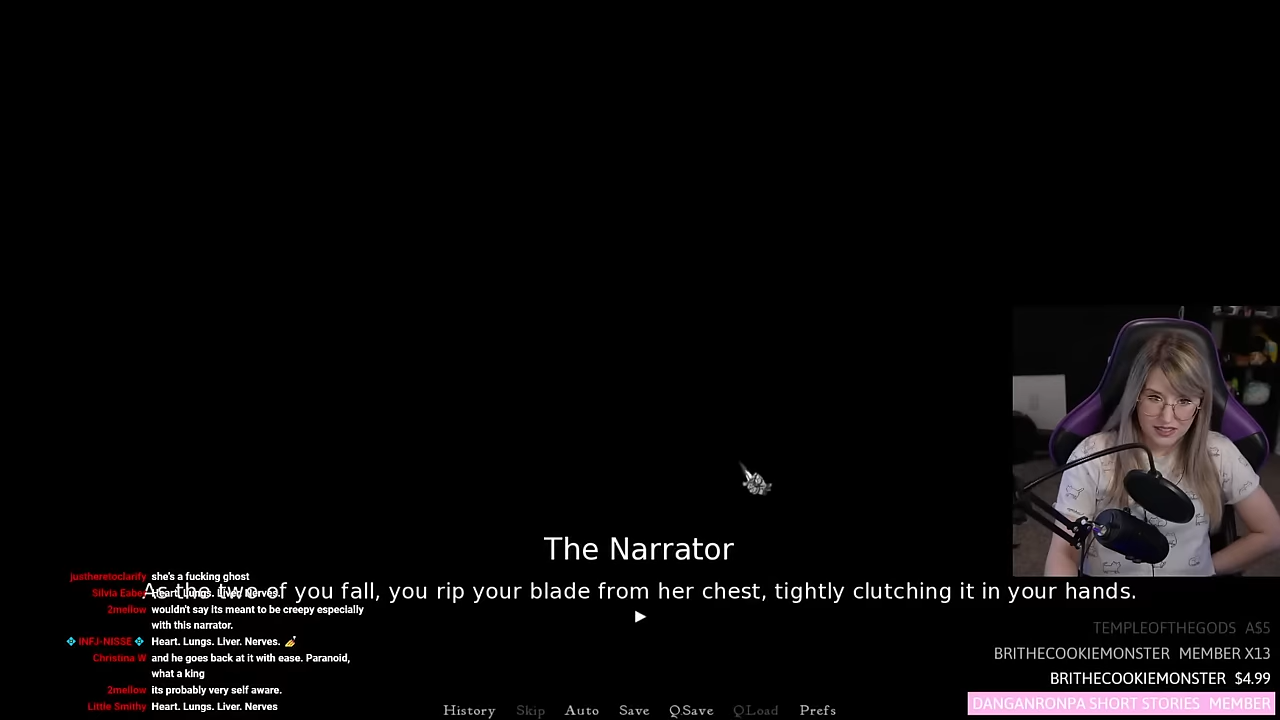 The Narrator
As the two of you fall, you rip your blade from her chest, tightly clutching it in your hands.
justheretoclarify she's a fucking ghost
Silvia Eaber Heart. Lungs. Liver. Nerves.
2mellow wouldn't say its meant to be creepy especially
with this narrator.
INFJ-NISSE Heart. Lungs. Liver. Nerves. 💅
Christina W and he goes back at it with ease. Paranoid,
what a king
2mellow its probably very self aware.
Little Smithy Heart. Lungs. Liver. Nerves
TEMPLEOFTHEGODS A$5
BRITHECOOKIEMONSTER MEMBER X13
BRITHECOOKIEMONSTER $4.99
DANGANRONPA SHORT STORIES MEMBER
History Skip Auto Save QSave QLoad Prefs